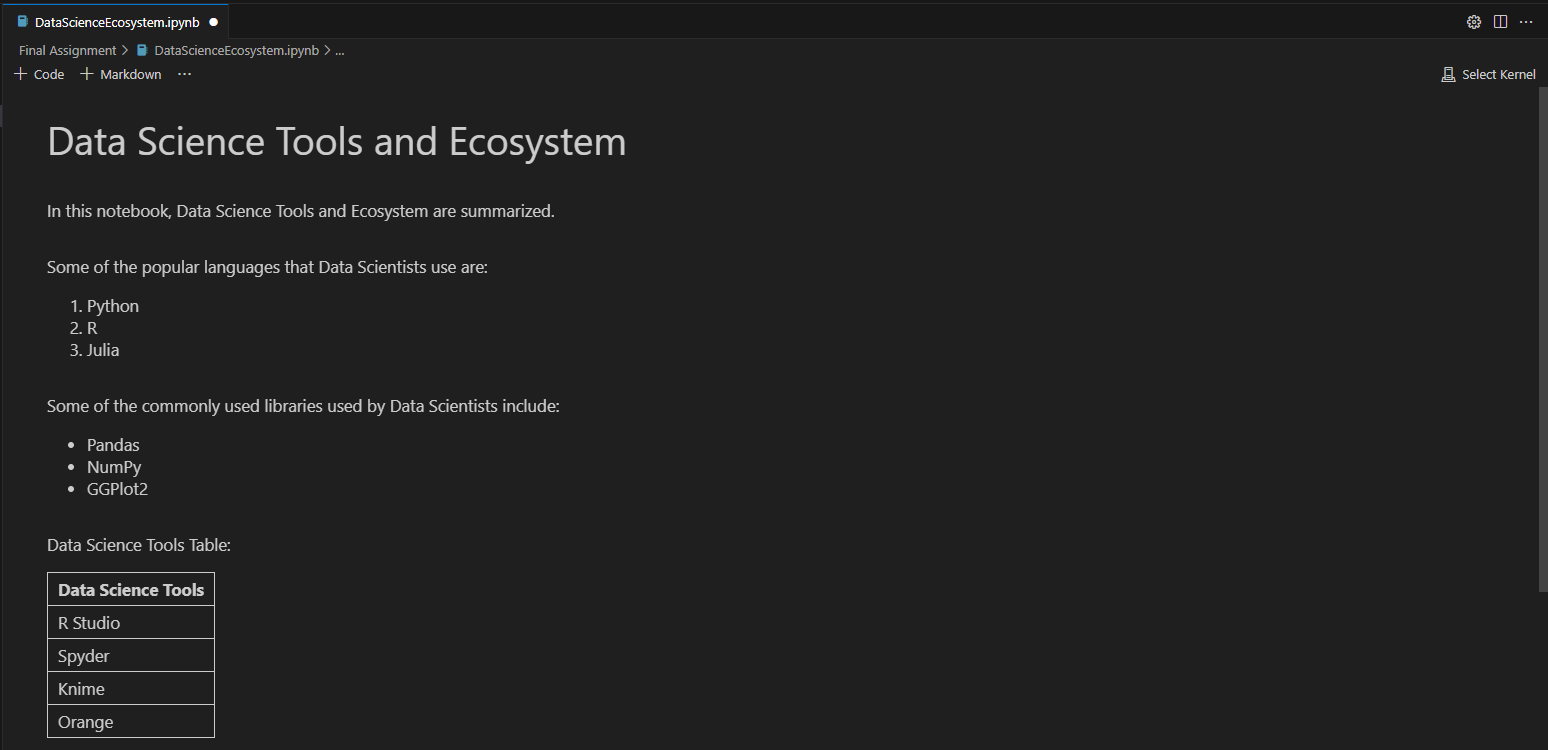 DataScienceEcosystem.ipynb
Final Assignment > DataScienceEcosystem.ipynb > ...
+ Code + Markdown ... Select Kernel
Data Science Tools and Ecosystem
In this notebook, Data Science Tools and Ecosystem are summarized.
Some of the popular languages that Data Scientists use are:
1. Python
2. R
3. Julia
Some of the commonly used libraries used by Data Scientists include:
• Pandas
• NumPy
• GGPlot2
Data Science Tools Table:
Data Science Tools
R Studio
Spyder
Knime
Orange